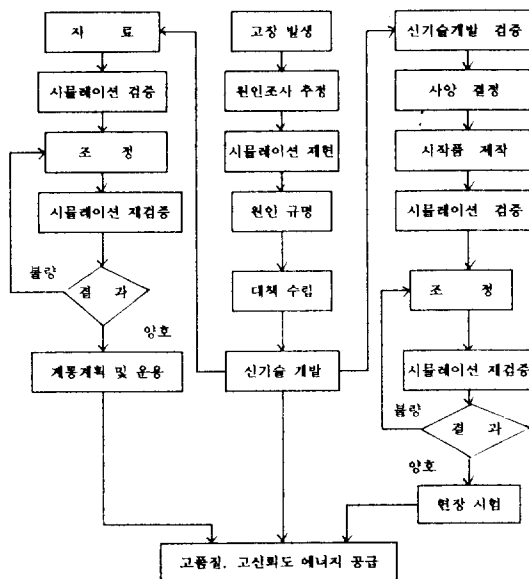 자 료
시뮬레이션 검증
조 정
시뮬레이션 재검증
불량
결 과
양호
계통계획 및 운용
고장 발생
원인조사 추정
시뮬레이션 재현
원인 규명
대책 수립
신기술 개발
신기술개발 검증
사양 결정
시작품 제작
시뮬레이션 검증
조 정
시뮬레이션 재검증
불량
결 과
양호
현장 시험
고품질, 고신뢰도 에너지 공급